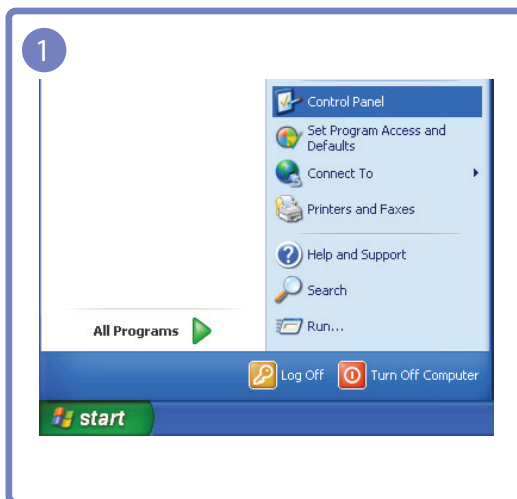 1
Control Panel
Set Program Access and
Defaults
Connect To
Printers and Faxes
Help and Support
Search
All Programs
Run...
Log Off
Turn Off Computer
start